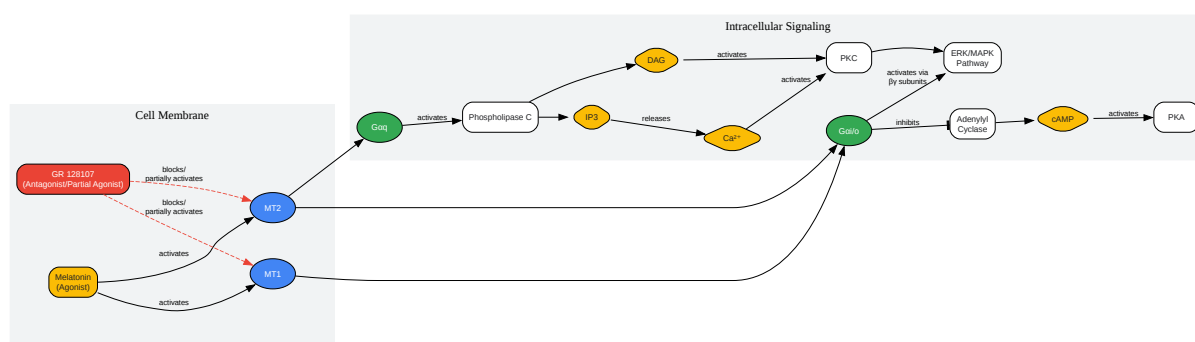 Intracellular Signaling
Cell Membrane
GR 128107
(Antagonist/Partial Agonist)
blocks/
partially activates
blocks/
partially activates
MT2
activates
Melatonin
(Agonist)
MT1
activates
Gαq
activates
Phospholipase C
DAG
activates
IP3
releases
Ca²⁺
activates
PKC
ERK/MAPK
Pathway
activates via
βγ subunits
Gαi/o
inhibits
Adenylyl
Cyclase
cAMP
activates
PKA